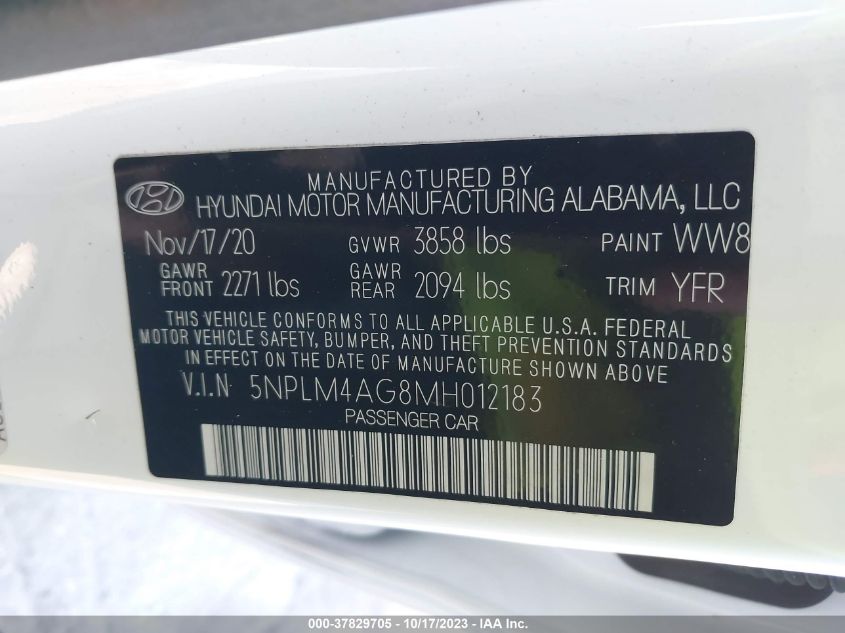 MANUFACTURED BY
HYUNDAI MOTOR MANUFACTURING ALABAMA, LLC
Nov/17/20 GVWR 3858 lbs PAINT WW8
GAWR FRONT 2271 lbs GAWR REAR 2094 lbs TRIM YFR
THIS VEHICLE CONFORMS TO ALL APPLICABLE U.S.A. FEDERAL
MOTOR VEHICLE SAFETY, BUMPER, AND THEFT PREVENTION STANDARDS
IN EFFECT ON THE DATE OF MANUFACTURE SHOWN ABOVE.
V.I.N 5NPLM4AG8MH012183
PASSENGER CAR
000-37829705 - 10/17/2023 - IAA Inc.